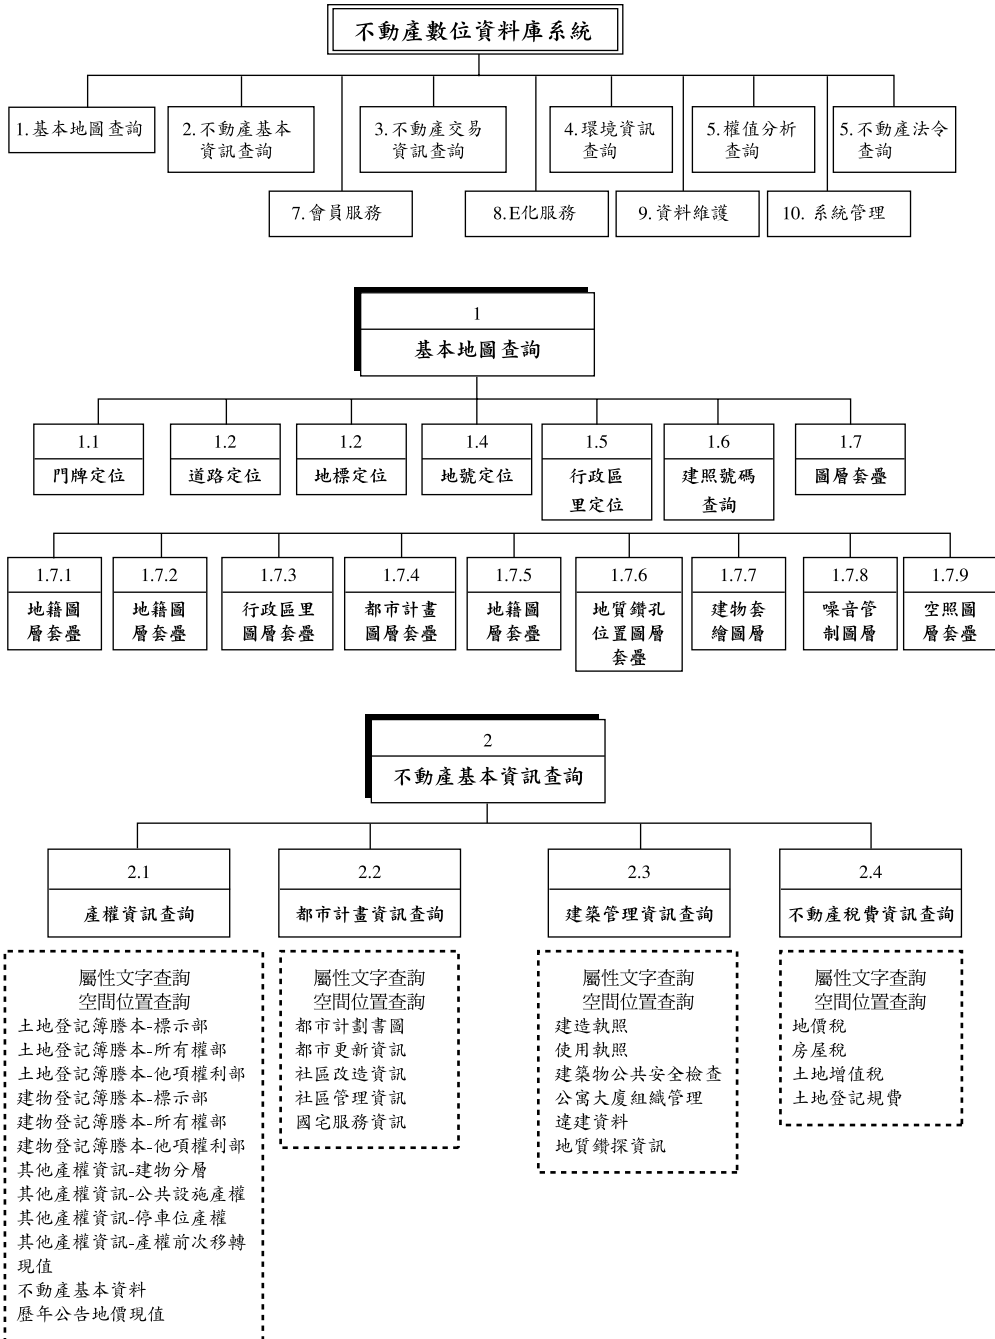 不動產數位資料庫系統
1.基本地圖查詢
2.不動產基本
資訊查詢
3.不動產交易
資訊查詢
4.環境資訊
查詢
5.權值分析
查詢
5.不動產法令
查詢
7.會員服務
8.E化服務
9.資料維護
10. 系統管理
1
基本地圖查詢
1.1
門牌定位
1.2
道路定位
1.2
地標定位
1.4
地號定位
1.5
行政區
里定位
1.6
建照號碼
查詢
1.7
圖層套疊
1.7.1
地籍圖
層套疊
1.7.2
地籍圖
層套疊
1.7.3
行政區里
圖層套疊
1.7.4
都市計畫
圖層套疊
1.7.5
地籍圖
層套疊
1.7.6
地質鑽孔
位置圖層
套疊
1.7.7
建物套
繪圖層
1.7.8
噪音管
制圖層
1.7.9
空照圖
層套疊
2
不動產基本資訊查詢
2.1
產權資訊查詢
屬性文字查詢
空間位置查詢
土地登記簿謄本-標示部
土地登記簿謄本-所有權部
土地登記簿謄本-他項權利部
建物登記簿謄本-標示部
建物登記簿謄本-所有權部
建物登記簿謄本-他項權利部
其他產權資訊-建物分層
其他產權資訊-公共設施產權
其他產權資訊-停車位產權
其他產權資訊-產權前次移轉
現值
不動產基本資料
歷年公告地價現值
2.2
都市計畫資訊查詢
屬性文字查詢
空間位置查詢
都市計劃書圖
都市更新資訊
社區改造資訊
社區管理資訊
國宅服務資訊
2.3
建築管理資訊查詢
屬性文字查詢
空間位置查詢
建造執照
使用執照
建築物公共安全檢查
公寓大廈組織管理
違建資料
地質鑽探資訊
2.4
不動產稅費資訊查詢
屬性文字查詢
空間位置查詢
地價稅
房屋稅
土地增值稅
土地登記規費